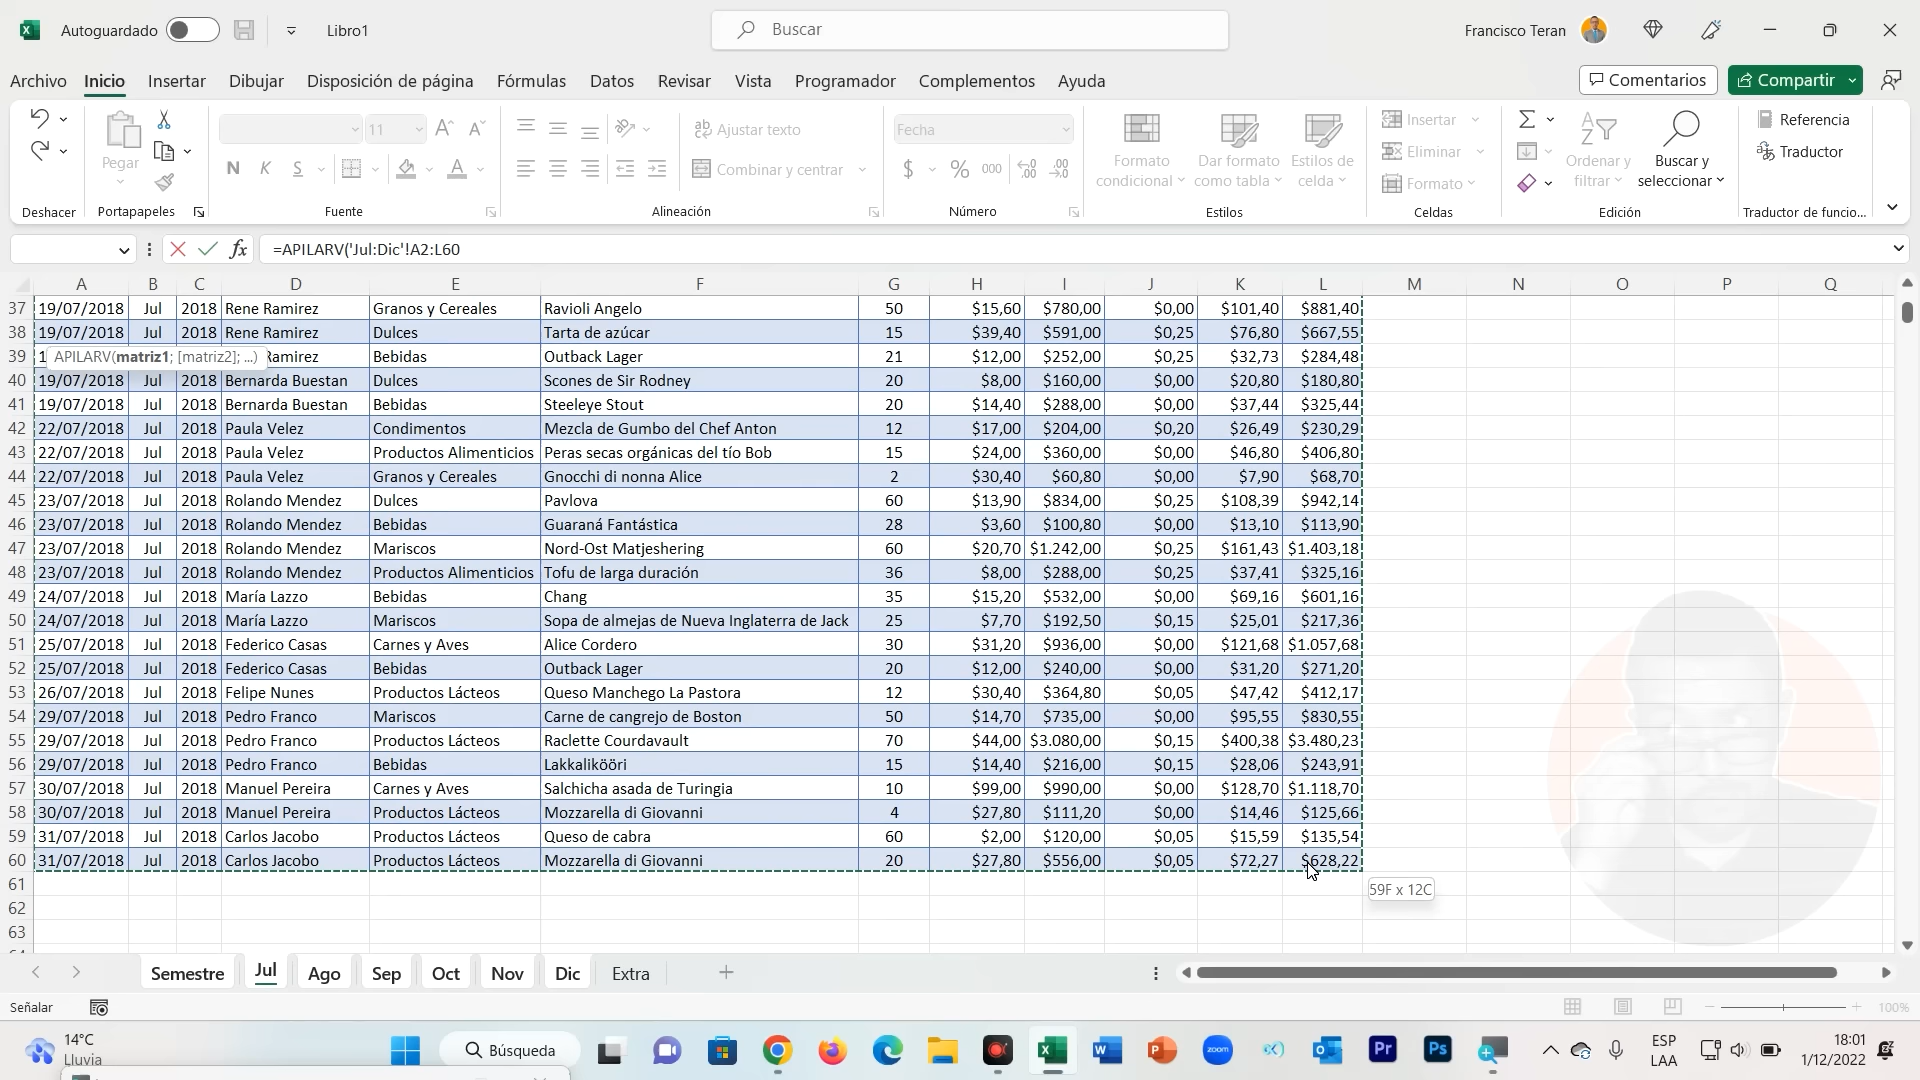 Autoguardado Libro1 Buscar Francisco Teran
Archivo Inicio Insertar Dibujar Disposición de página Fórmulas Datos Revisar Vista Programador Complementos Ayuda Comentarios Compartir
11 Ajustar texto Fecha Insertar Referencia
Pegar Formato condicional Dar formato como tabla Estilos de celda Eliminar Ordenar y filtrar Buscar y seleccionar Traductor
N K S Combinar y centrar $ % 000 Formato
Deshacer Portapapeles Fuente Alineación Número Estilos Celdas Edición Traductor de funcio...
fx =APILARV('Jul:Dic'!A2:L60
A B C D E F G H I J K L M N O P Q
37 19/07/2018 Jul 2018 Rene Ramirez Granos y Cereales Ravioli Angelo 50 $15,60 $780,00 $0,00 $101,40 $881,40
38 19/07/2018 Jul 2018 Rene Ramirez Dulces Tarta de azúcar 15 $39,40 $591,00 $0,25 $76,80 $667,55
39 1 APILARV(matriz1; [matriz2]; ...) Ramirez Bebidas Outback Lager 21 $12,00 $252,00 $0,25 $32,73 $284,48
40 19/07/2018 Jul 2018 Bernarda Buestan Dulces Scones de Sir Rodney 20 $8,00 $160,00 $0,00 $20,80 $180,80
41 19/07/2018 Jul 2018 Bernarda Buestan Bebidas Steeleye Stout 20 $14,40 $288,00 $0,00 $37,44 $325,44
42 22/07/2018 Jul 2018 Paula Velez Condimentos Mezcla de Gumbo del Chef Anton 12 $17,00 $204,00 $0,20 $26,49 $230,29
43 22/07/2018 Jul 2018 Paula Velez Productos Alimenticios Peras secas orgánicas del tío Bob 15 $24,00 $360,00 $0,00 $46,80 $406,80
44 22/07/2018 Jul 2018 Paula Velez Granos y Cereales Gnocchi di nonna Alice 2 $30,40 $60,80 $0,00 $7,90 $68,70
45 23/07/2018 Jul 2018 Rolando Mendez Dulces Pavlova 60 $13,90 $834,00 $0,25 $108,39 $942,14
46 23/07/2018 Jul 2018 Rolando Mendez Bebidas Guaraná Fantástica 28 $3,60 $100,80 $0,00 $13,10 $113,90
47 23/07/2018 Jul 2018 Rolando Mendez Mariscos Nord-Ost Matjeshering 60 $20,70 $1.242,00 $0,25 $161,43 $1.403,18
48 23/07/2018 Jul 2018 Rolando Mendez Productos Alimenticios Tofu de larga duración 36 $8,00 $288,00 $0,25 $37,41 $325,16
49 24/07/2018 Jul 2018 María Lazzo Bebidas Chang 35 $15,20 $532,00 $0,00 $69,16 $601,16
50 24/07/2018 Jul 2018 María Lazzo Mariscos Sopa de almejas de Nueva Inglaterra de Jack 25 $7,70 $192,50 $0,15 $25,01 $217,36
51 25/07/2018 Jul 2018 Federico Casas Carnes y Aves Alice Cordero 30 $31,20 $936,00 $0,00 $121,68 $1.057,68
52 25/07/2018 Jul 2018 Federico Casas Bebidas Outback Lager 20 $12,00 $240,00 $0,00 $31,20 $271,20
53 26/07/2018 Jul 2018 Felipe Nunes Productos Lácteos Queso Manchego La Pastora 12 $30,40 $364,80 $0,05 $47,42 $412,17
54 29/07/2018 Jul 2018 Pedro Franco Mariscos Carne de cangrejo de Boston 50 $14,70 $735,00 $0,00 $95,55 $830,55
55 29/07/2018 Jul 2018 Pedro Franco Productos Lácteos Raclette Courdavault 70 $44,00 $3.080,00 $0,15 $400,38 $3.480,23
56 29/07/2018 Jul 2018 Pedro Franco Bebidas Lakkalikööri 15 $14,40 $216,00 $0,15 $28,06 $243,91
57 30/07/2018 Jul 2018 Manuel Pereira Carnes y Aves Salchicha asada de Turingia 10 $99,00 $990,00 $0,00 $128,70 $1.118,70
58 30/07/2018 Jul 2018 Manuel Pereira Productos Lácteos Mozzarella di Giovanni 4 $27,80 $111,20 $0,00 $14,46 $125,66
59 31/07/2018 Jul 2018 Carlos Jacobo Productos Lácteos Queso de cabra 60 $2,00 $120,00 $0,05 $15,59 $135,54
60 31/07/2018 Jul 2018 Carlos Jacobo Productos Lácteos Mozzarella di Giovanni 20 $27,80 $556,00 $0,05 $72,27 $628,22
61 59F x 12C
62
63
Semestre Jul Ago Sep Oct Nov Dic Extra
Señalar 100%
14°C Lluvia Búsqueda zoom Pr Ps ESP LAA 18:01 1/12/2022